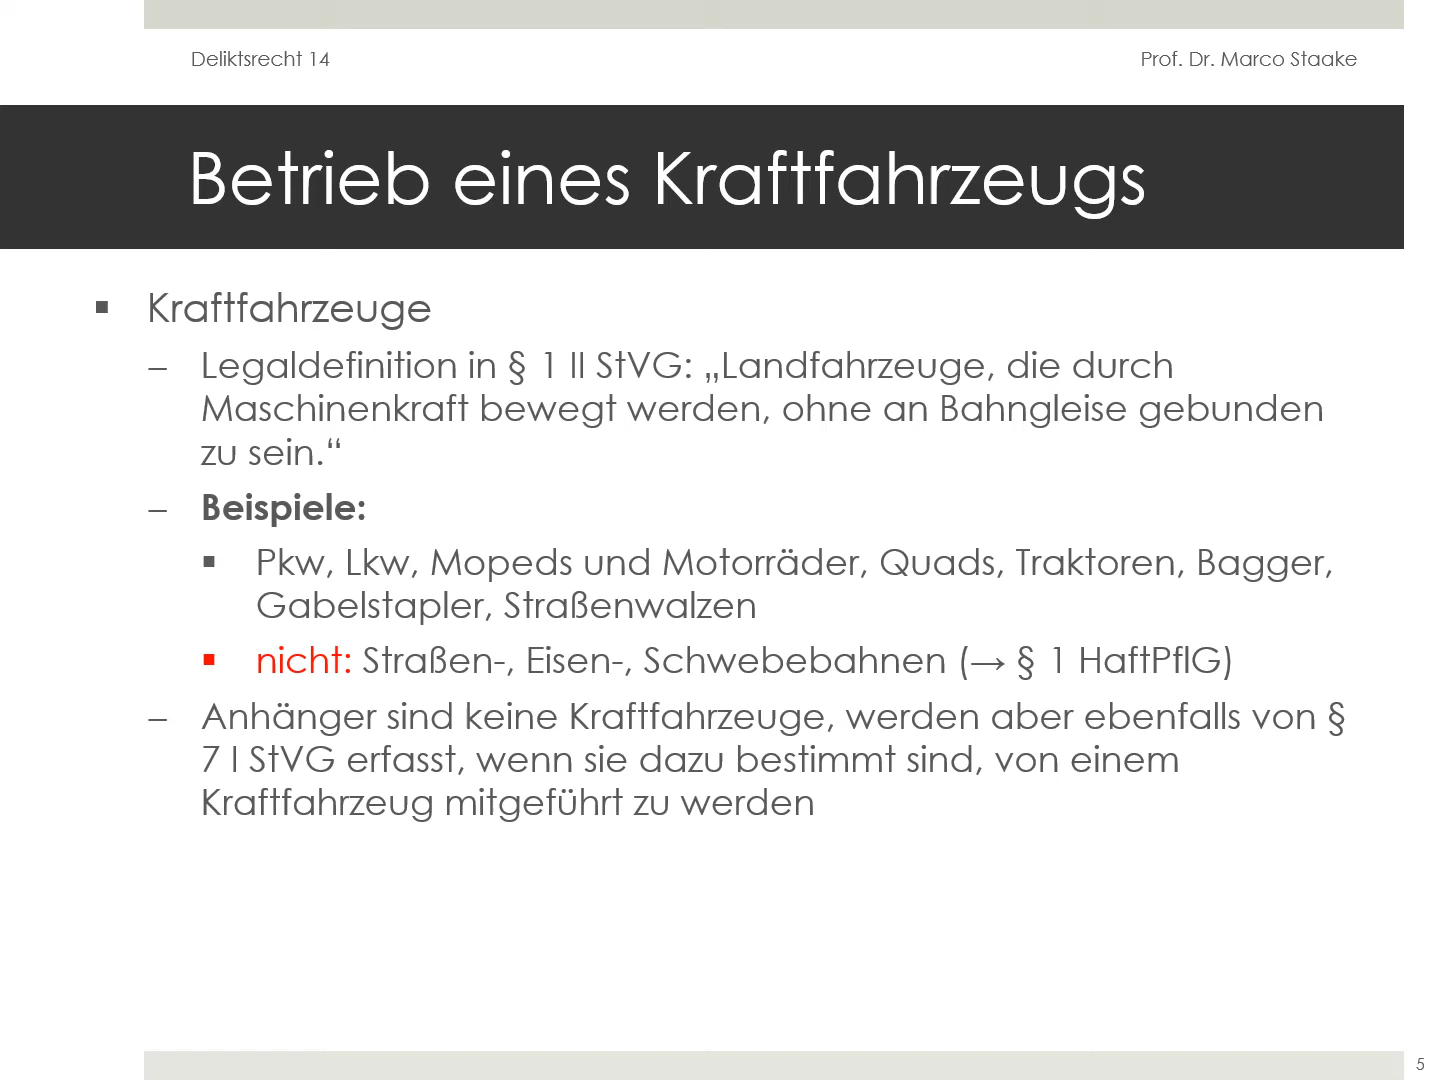 Deliktsrecht 14
Prof. Dr. Marco Staake
Betrieb eines Kraftfahrzeugs
▪ Kraftfahrzeuge
– Legaldefinition in § 1 II StVG: „Landfahrzeuge, die durch
Maschinenkraft bewegt werden, ohne an Bahngleise gebunden
zu sein.“
– Beispiele:
▪ Pkw, Lkw, Mopeds und Motorräder, Quads, Traktoren, Bagger,
Gabelstapler, Straßenwalzen
▪ nicht: Straßen-, Eisen-, Schwebebahnen (→ § 1 HaftPflG)
– Anhänger sind keine Kraftfahrzeuge, werden aber ebenfalls von §
7 I StVG erfasst, wenn sie dazu bestimmt sind, von einem
Kraftfahrzeug mitgeführt zu werden
5